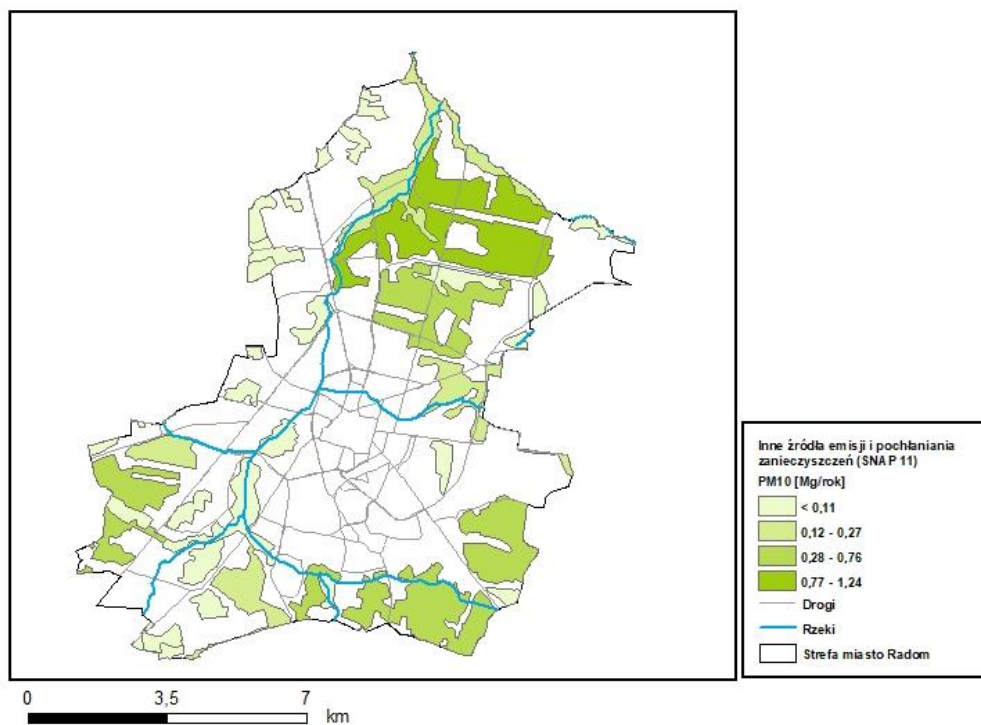 Inne źródła emisji i pochłaniania
zanieczyszczeń (SNAP 11)
PM10 [Mg/rok]
< 0,11
0,12 - 0,27
0,28 - 0,76
0,77 - 1,24
Drogi
Rzeki
Strefa miasto Radom
0 3,5 7
km